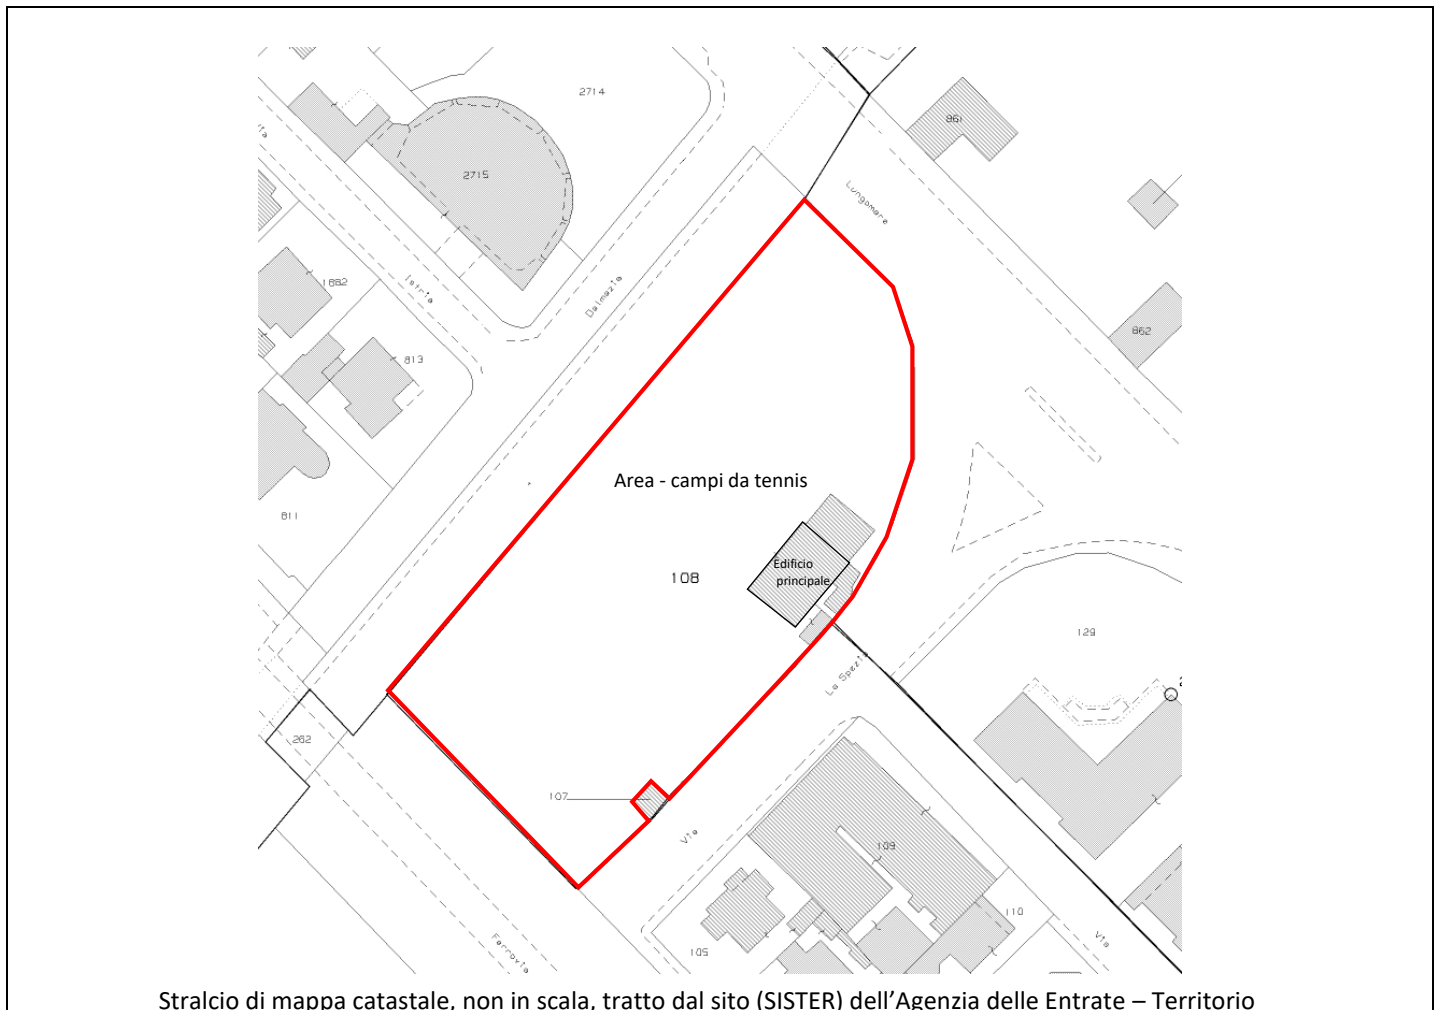 2714
861
ta
2715
Lungomare
1882
Istria
Dalmazia
862
813
Area - campi da tennis
811
Edificio
principale
108
129
La Spezia
262
107
Via
109
110
105
Via
Ferrovia
Stralcio di mappa catastale, non in scala, tratto dal sito (SISTER) dell'Agenzia delle Entrate – Territorio